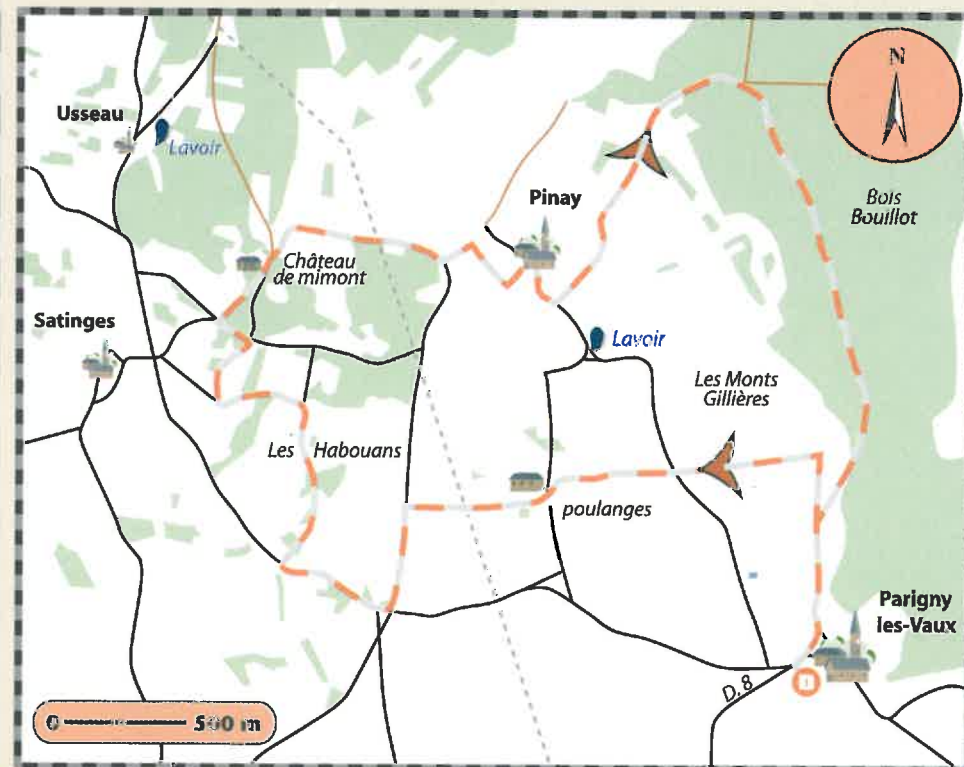 N
Usseau
Lavoir
Pinay
Bois
Bouillot
Château
de mimont
Satinges
Lavoir
Les Monts
Gillières
Les Habouans
poulanges
Parigny
les-Vaux
D.8
0 500 m